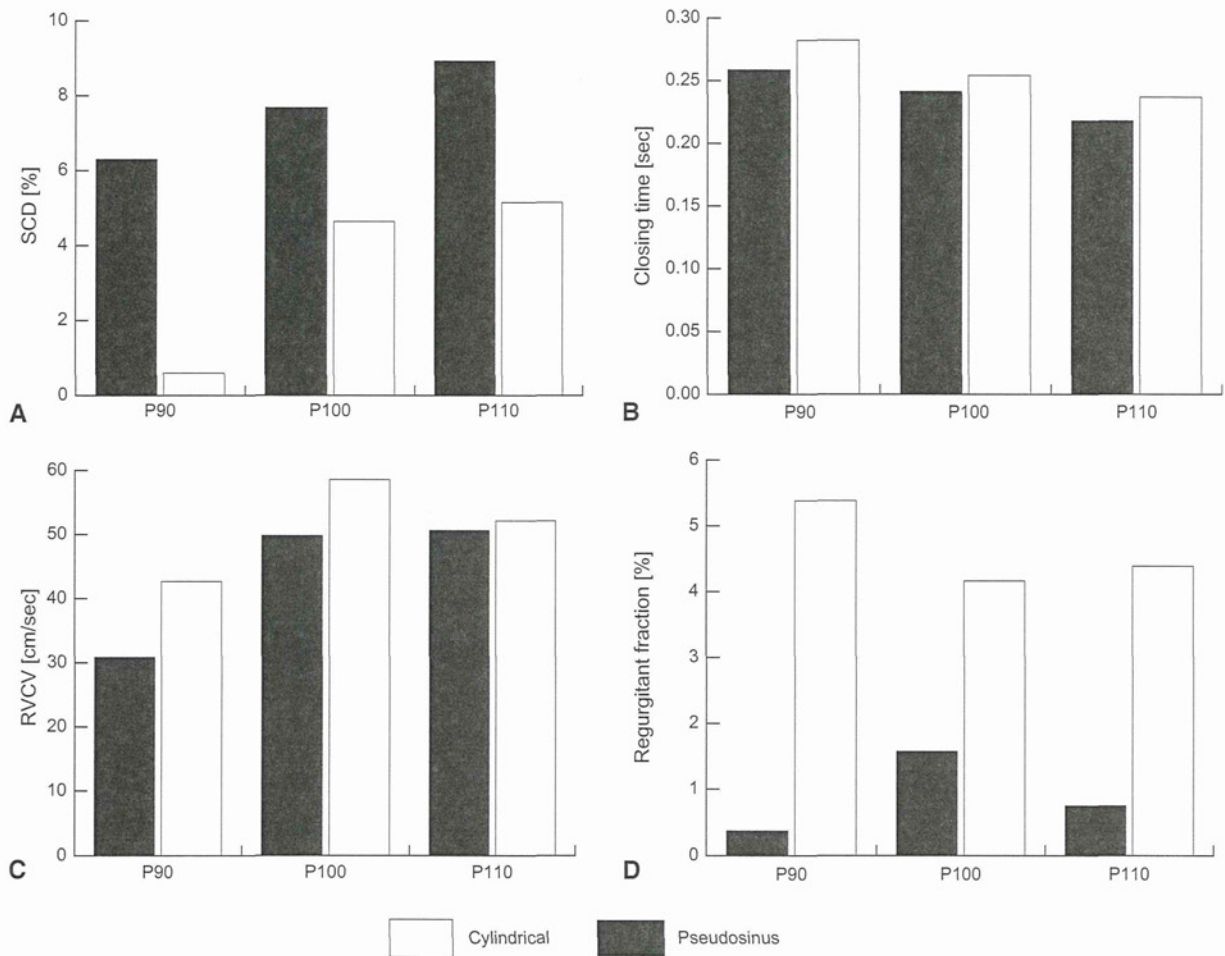 10
8
6
4
2
0
SCD [%]
P90 P100 P110
A
0.30
0.25
0.20
0.15
0.10
0.05
0.00
Closing time [sec]
P90 P100 P110
B
60
50
40
30
20
10
0
RVCV [cm/sec]
P90 P100 P110
C
6
5
4
3
2
1
0
Regurgitant fraction [%]
P90 P100 P110
D
Cylindrical Pseudosinus